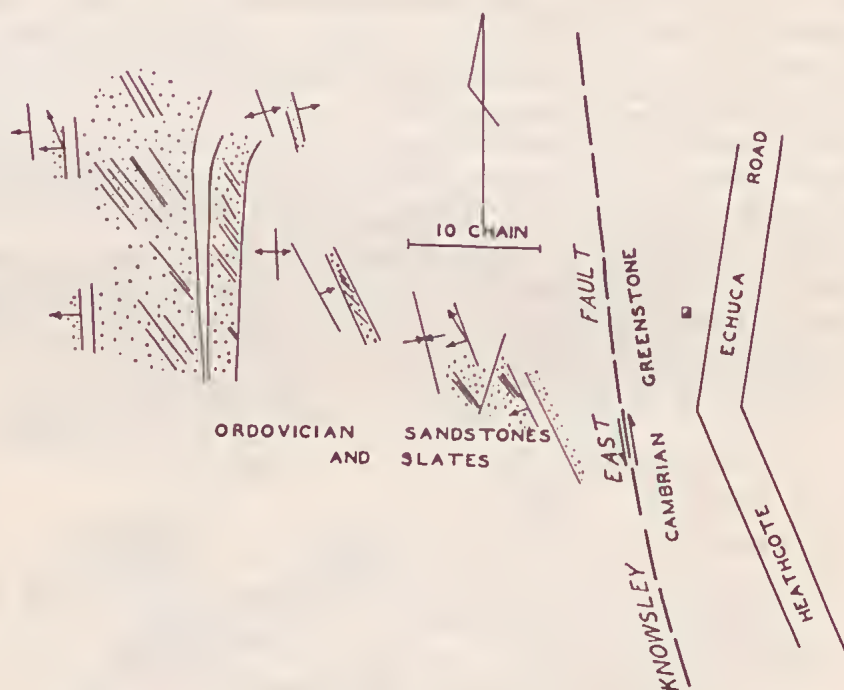 10 CHAIN
ORDOVICIAN SANDSTONES
AND SLATES
KNOWSLEY EAST FAULT
CAMBRIAN GREENSTONE
HEATHCOTE ECHUCA ROAD